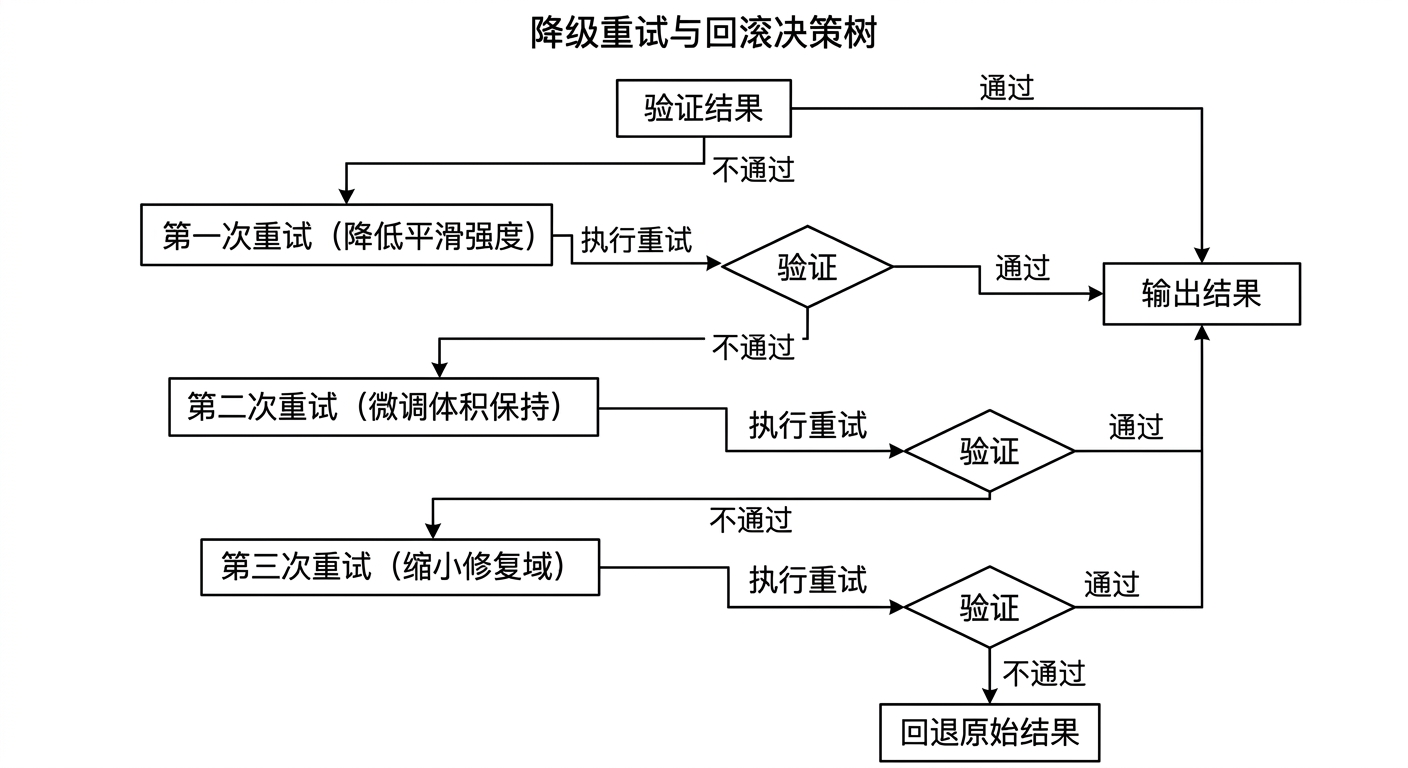 降级重试与回滚决策树
验证结果
通过
不通过
第一次重试（降低平滑强度）
执行重试
验证
通过
输出结果
不通过
第二次重试（微调体积保持）
执行重试
验证
通过
不通过
第三次重试（缩小修复域）
执行重试
验证
通过
不通过
回退原始结果